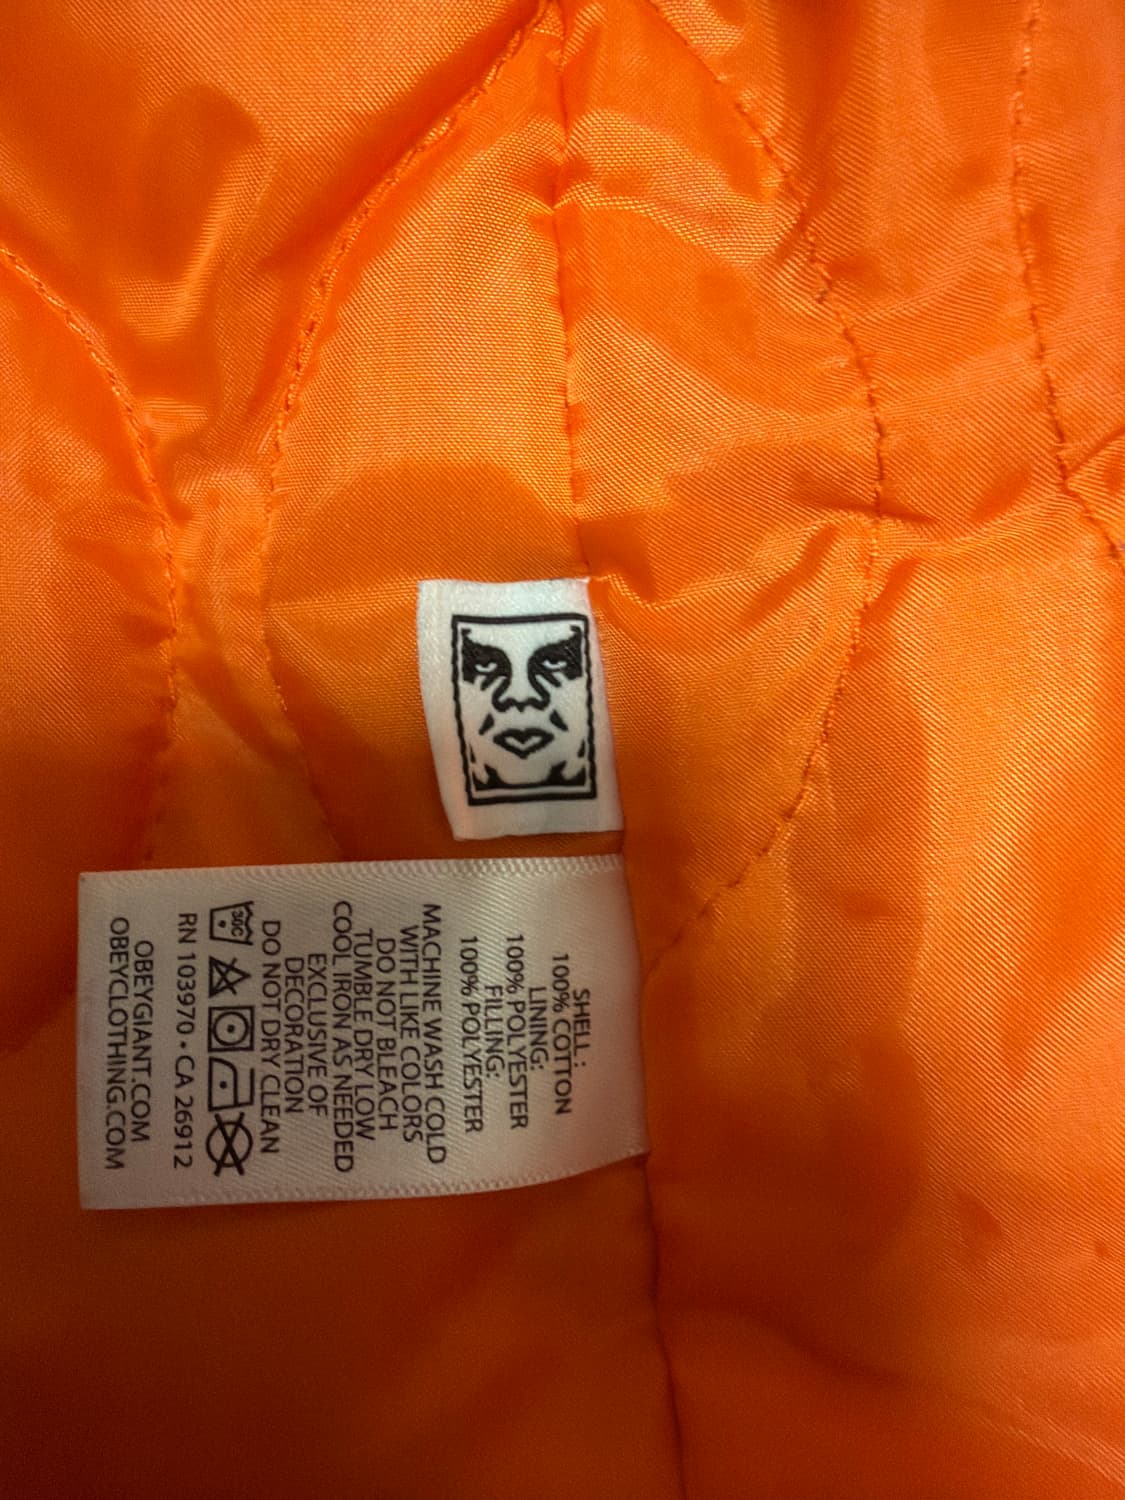 SHELL:
100% COTTON
LINING:
100% POLYESTER
FILLING:
100% POLYESTER
MACHINE WASH COLD
WITH LIKE COLORS
DO NOT BLEACH
TUMBLE DRY LOW
COOL IRON AS NEEDED
EXCLUSIVE OF
DECORATION
DO NOT DRY CLEAN
30C
RN 103970 • CA 26912
OBEYGIANT.COM
OBEYCLOTHING.COM